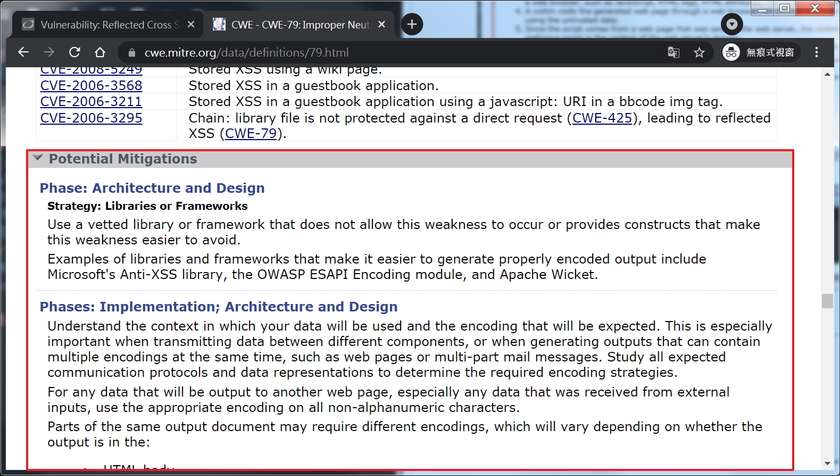 Vulnerability: Reflected Cross S
CWE - CWE-79: Improper Neut
cwe.mitre.org/data/definitions/79.html
無痕式視窗
CVE-2008-5249 Stored XSS using a wiki page.
CVE-2006-3568 Stored XSS in a guestbook application.
CVE-2006-3211 Stored XSS in a guestbook application using a javascript: URI in a bbcode img tag.
CVE-2006-3295 Chain: library file is not protected against a direct request (CWE-425), leading to reflected
XSS (CWE-79).
Potential Mitigations
Phase: Architecture and Design
Strategy: Libraries or Frameworks
Use a vetted library or framework that does not allow this weakness to occur or provides constructs that make
this weakness easier to avoid.
Examples of libraries and frameworks that make it easier to generate properly encoded output include
Microsoft's Anti-XSS library, the OWASP ESAPI Encoding module, and Apache Wicket.
Phases: Implementation; Architecture and Design
Understand the context in which your data will be used and the encoding that will be expected. This is especially
important when transmitting data between different components, or when generating outputs that can contain
multiple encodings at the same time, such as web pages or multi-part mail messages. Study all expected
communication protocols and data representations to determine the required encoding strategies.
For any data that will be output to another web page, especially any data that was received from external
inputs, use the appropriate encoding on all non-alphanumeric characters.
Parts of the same output document may require different encodings, which will vary depending on whether the
output is in the:
HTML body